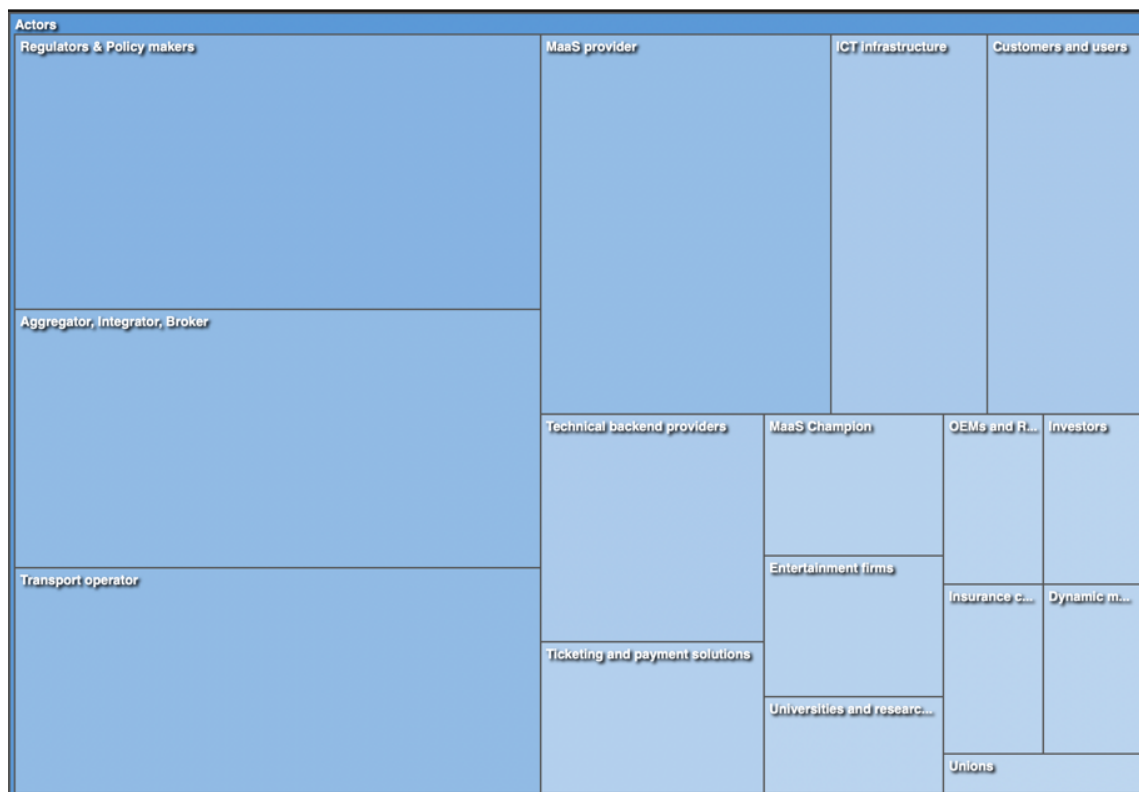 Actors
Regulators & Policy makers
MaaS provider
ICT infrastructure
Customers and users
Aggregator, Integrator, Broker
Technical backend providers
MaaS Champion
OEMs and R...
Investors
Transport operator
Entertainment firms
Insurance c...
Dynamic m...
Ticketing and payment solutions
Universities and researc...
Unions